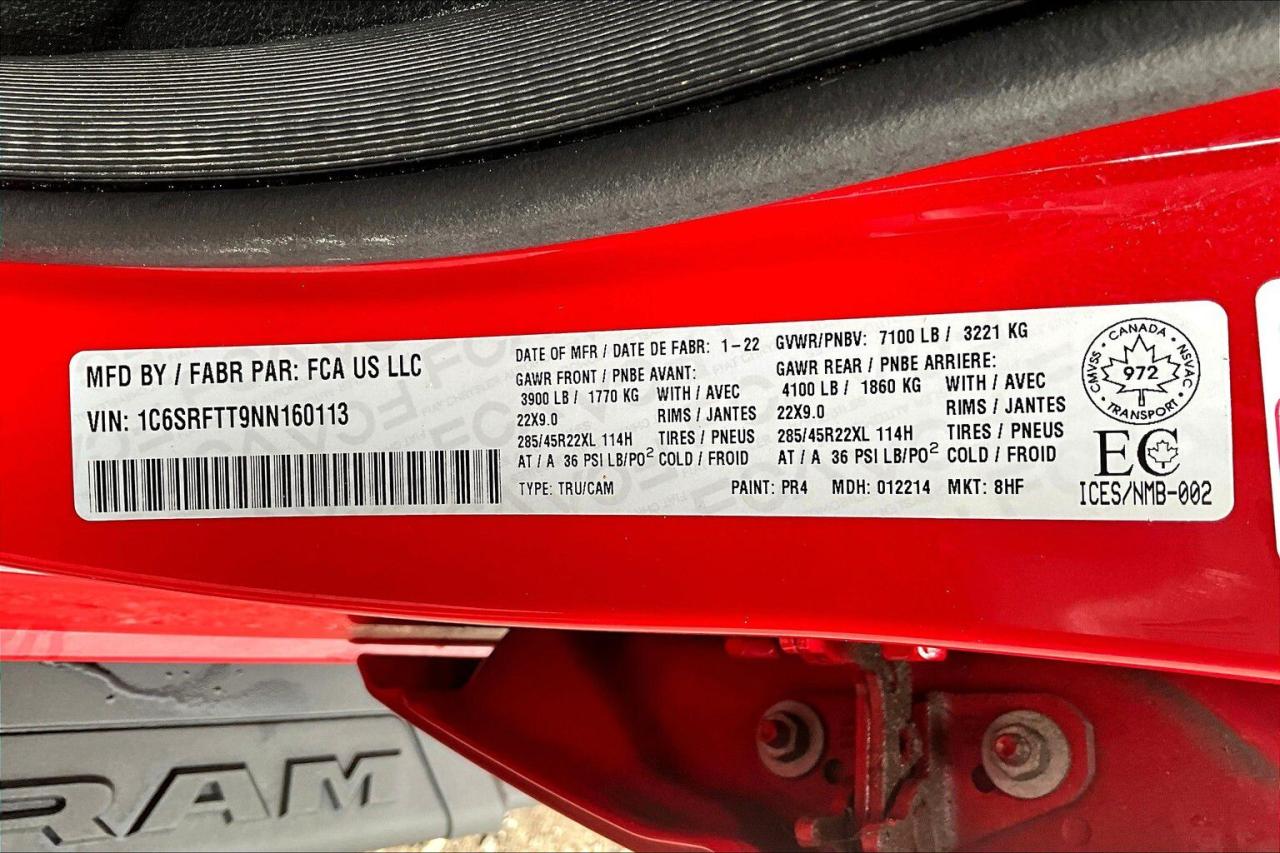 MFD BY / FABR PAR: FCA US LLC
VIN: 1C6SRFTT9NN160113
DATE OF MFR / DATE DE FABR: 1-22
GAWR FRONT / PNBE AVANT:
3900 LB / 1770 KG WITH / AVEC
22X9.0 RIMS / JANTES
285/45R22XL 114H TIRES / PNEUS
AT / A 36 PSI LB/PO² COLD / FROID
TYPE: TRU/CAM
GVWR/PNBV: 7100 LB / 3221 KG
GAWR REAR / PNBE ARRIERE:
4100 LB / 1860 KG WITH / AVEC
22X9.0 RIMS / JANTES
285/45R22XL 114H TIRES / PNEUS
AT / A 36 PSI LB/PO² COLD / FROID
PAINT: PR4 MDH: 012214 MKT: 8HF
CANADA
CMVSS · NSVAC
972
TRANSPORT
EC
ICES/NMB-002
RAM